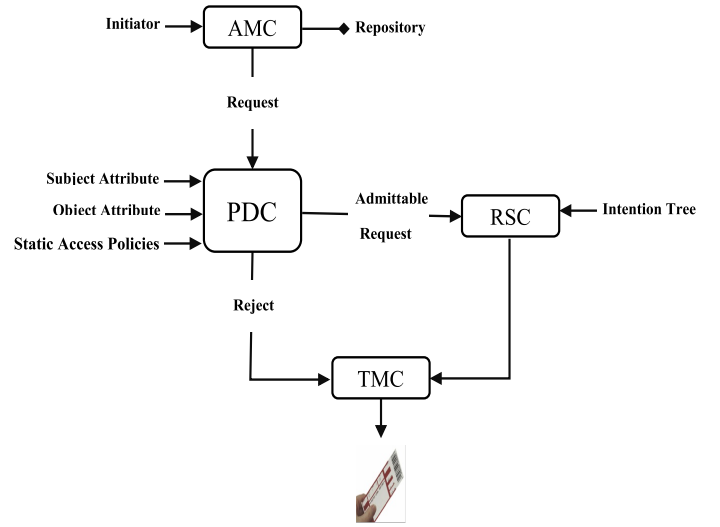 Initiator
AMC
Repository
Request
Subject Attribute
Obiect Attribute
Static Access Policies
PDC
Admittable
Request
RSC
Intention Tree
Reject
TMC